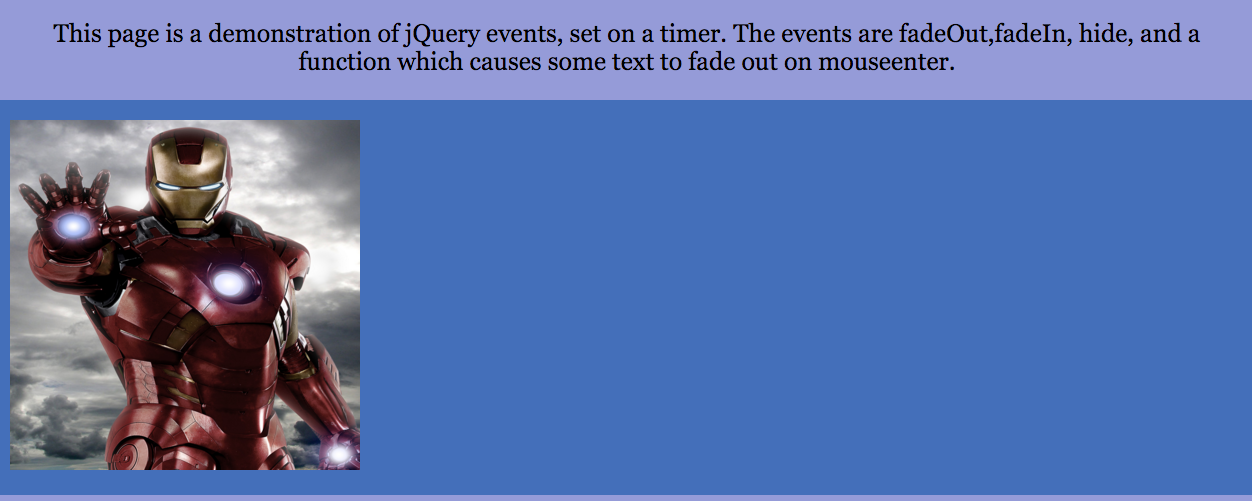 This page is a demonstration of jQuery events, set on a timer. The events are fadeOut,fadeIn, hide, and a
function which causes some text to fade out on mouseenter.